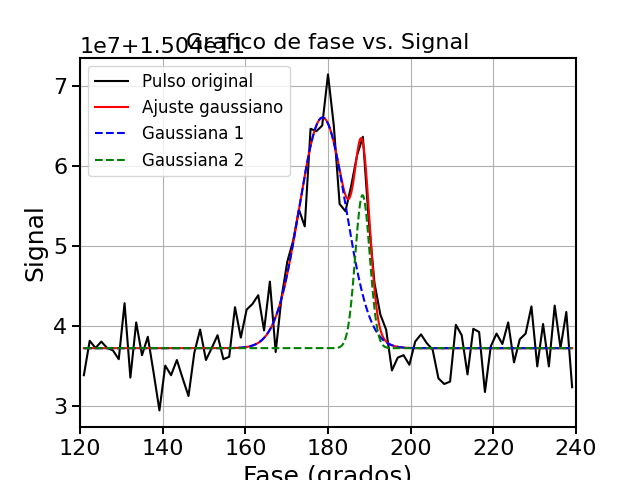 Grafico de fase vs. Signal
1e7+1.504e11
Pulso original
Ajuste gaussiano
Gaussiana 1
Gaussiana 2
7
6
5
4
3
Signal
120 140 160 180 200 220 240
Fase (grados)